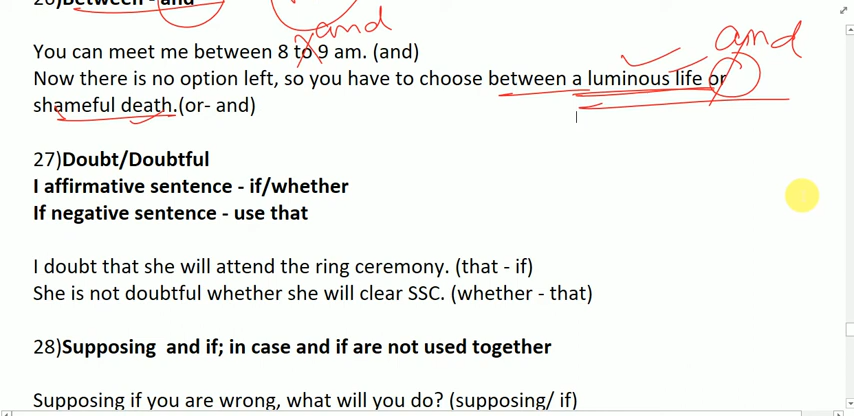 26)Between - and
and
You can meet me between 8 to 9 am. (and)
and
Now there is no option left, so you have to choose between a luminous life or
shameful death.(or- and)
27)Doubt/Doubtful
I affirmative sentence - if/whether
If negative sentence - use that
I doubt that she will attend the ring ceremony. (that - if)
She is not doubtful whether she will clear SSC. (whether - that)
28)Supposing and if; in case and if are not used together
Supposing if you are wrong, what will you do? (supposing/ if)